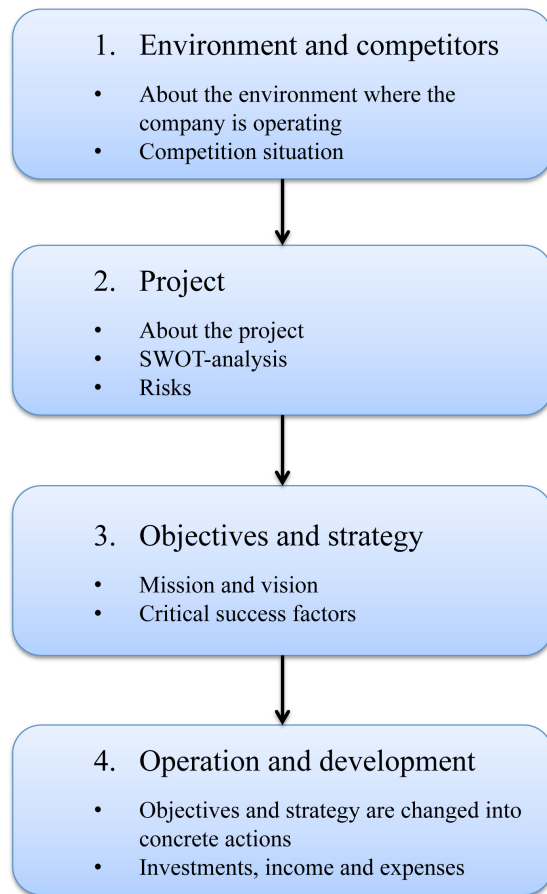 1. Environment and competitors
• About the environment where the
company is operating
• Competition situation
2. Project
• About the project
• SWOT-analysis
• Risks
3. Objectives and strategy
• Mission and vision
• Critical success factors
4. Operation and development
• Objectives and strategy are changed into
concrete actions
• Investments, income and expenses